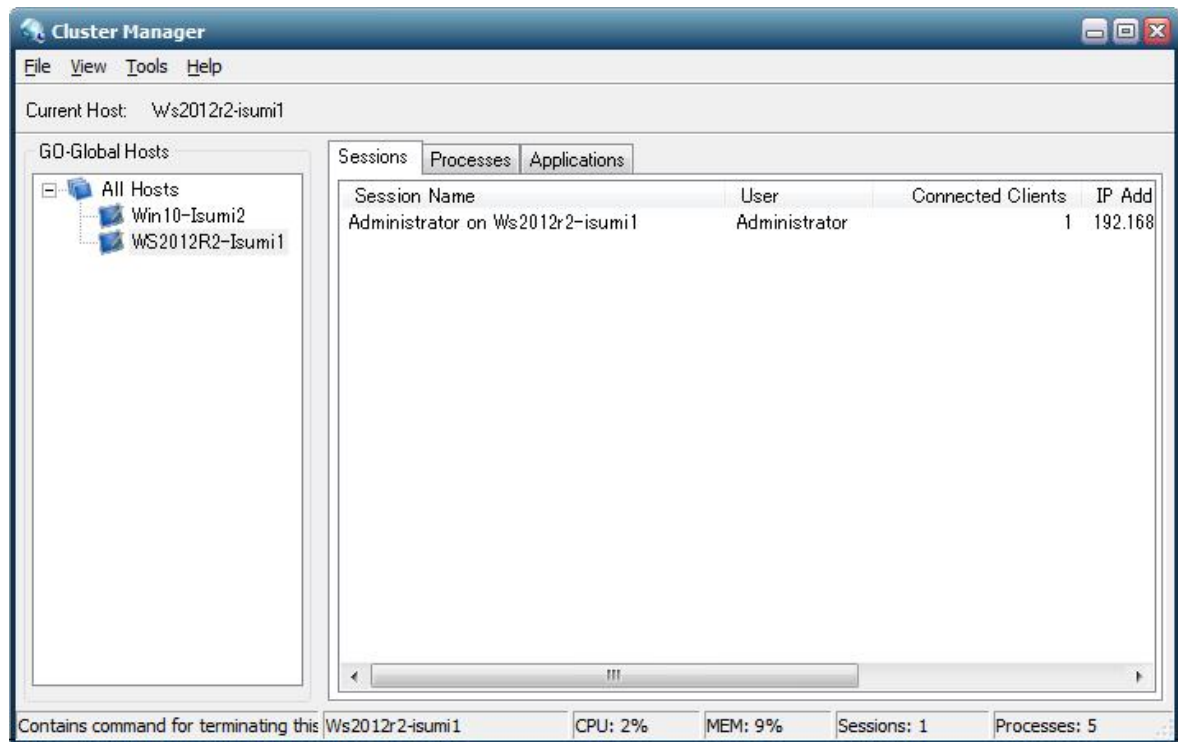 Cluster Manager
File View Tools Help
Current Host: Ws2012r2-isumi1
GO-Global Hosts
All Hosts
Win10-Isumi2
WS2012R2-Isumi1
Sessions Processes Applications
Session Name User Connected Clients IP Add
Administrator on Ws2012r2-isumi1 Administrator 1 192.168
Contains command for terminating this Ws2012r2-isumi1 CPU: 2% MEM: 9% Sessions: 1 Processes: 5